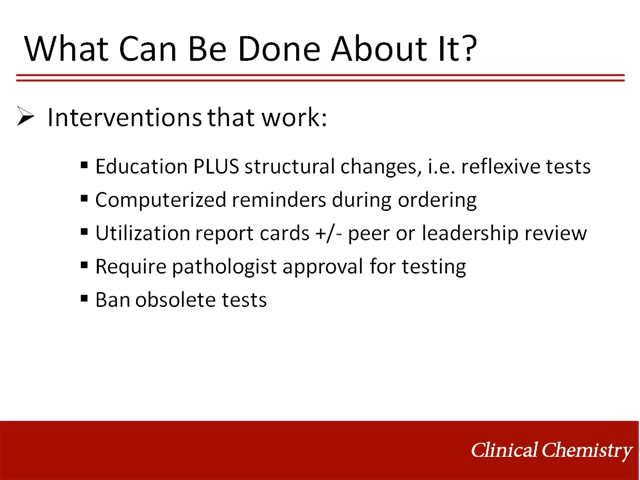 What Can Be Done About It?
➢ Interventions that work:
▪ Education PLUS structural changes, i.e. reflexive tests
▪ Computerized reminders during ordering
▪ Utilization report cards +/- peer or leadership review
▪ Require pathologist approval for testing
▪ Ban obsolete tests
Clinical Chemistry